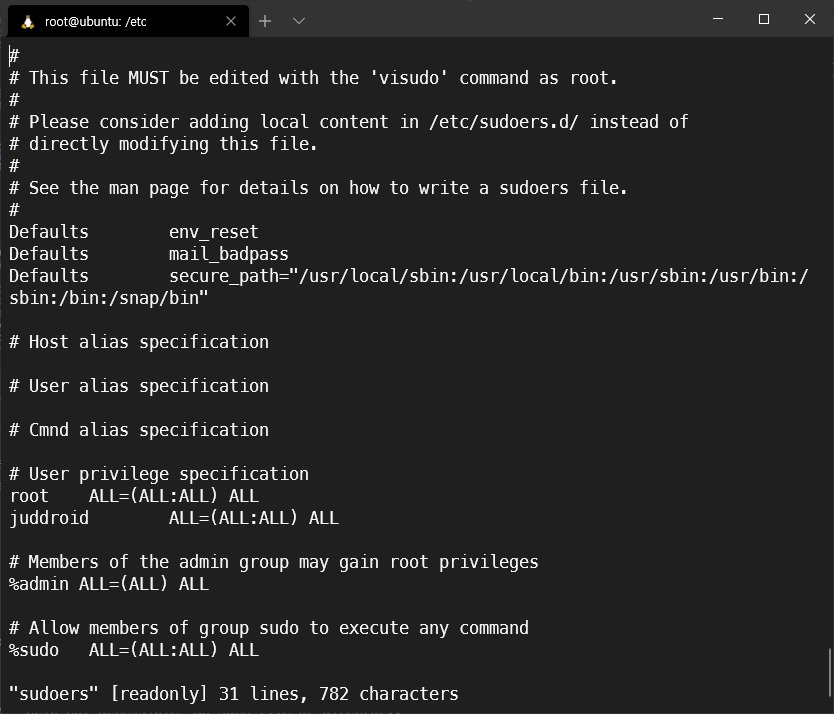 root@ubuntu: /etc
#
# This file MUST be edited with the 'visudo' command as root.
#
# Please consider adding local content in /etc/sudoers.d/ instead of
# directly modifying this file.
#
# See the man page for details on how to write a sudoers file.
#
Defaults        env_reset
Defaults        mail_badpass
Defaults        secure_path="/usr/local/sbin:/usr/local/bin:/usr/sbin:/usr/bin:/
sbin:/bin:/snap/bin"

# Host alias specification

# User alias specification

# Cmnd alias specification

# User privilege specification
root    ALL=(ALL:ALL) ALL
juddroid        ALL=(ALL:ALL) ALL

# Members of the admin group may gain root privileges
%admin ALL=(ALL) ALL

# Allow members of group sudo to execute any command
%sudo   ALL=(ALL:ALL) ALL

"sudoers" [readonly] 31 lines, 782 characters